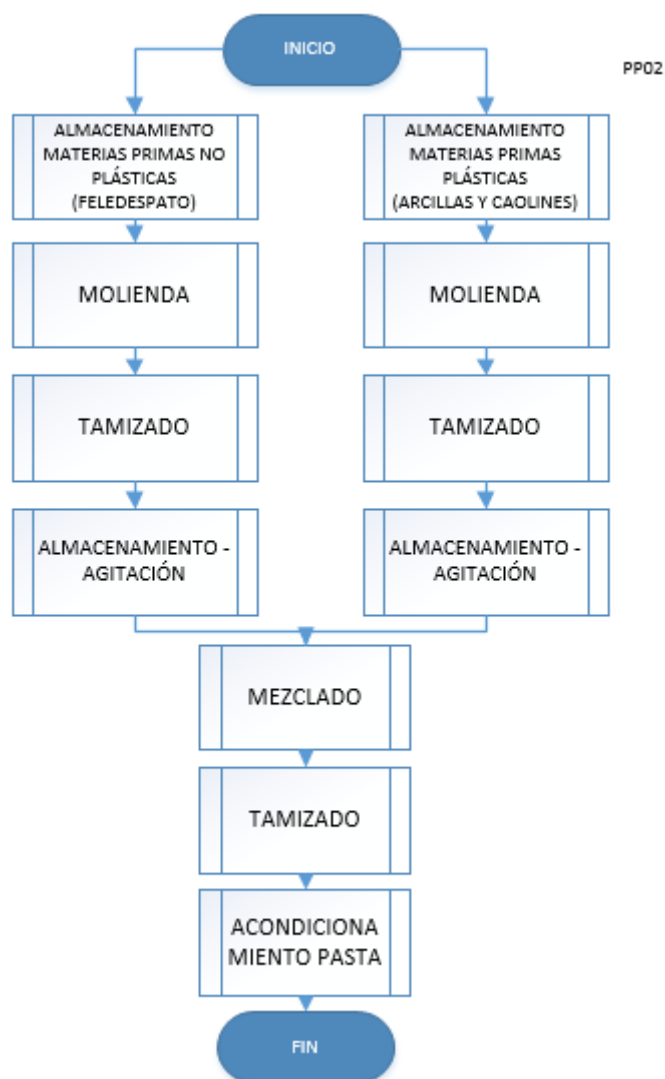 INICIO
PP02
ALMACENAMIENTO
MATERIAS PRIMAS NO
PLÁSTICAS
(FELEDESPATO)
ALMACENAMIENTO
MATERIAS PRIMAS
PLÁSTICAS
(ARCILLAS Y CAOLINES)
MOLIENDA
MOLIENDA
TAMIZADO
TAMIZADO
ALMACENAMIENTO -
AGITACIÓN
ALMACENAMIENTO -
AGITACIÓN
MEZCLADO
TAMIZADO
ACONDICIONA
MIENTO PASTA
FIN